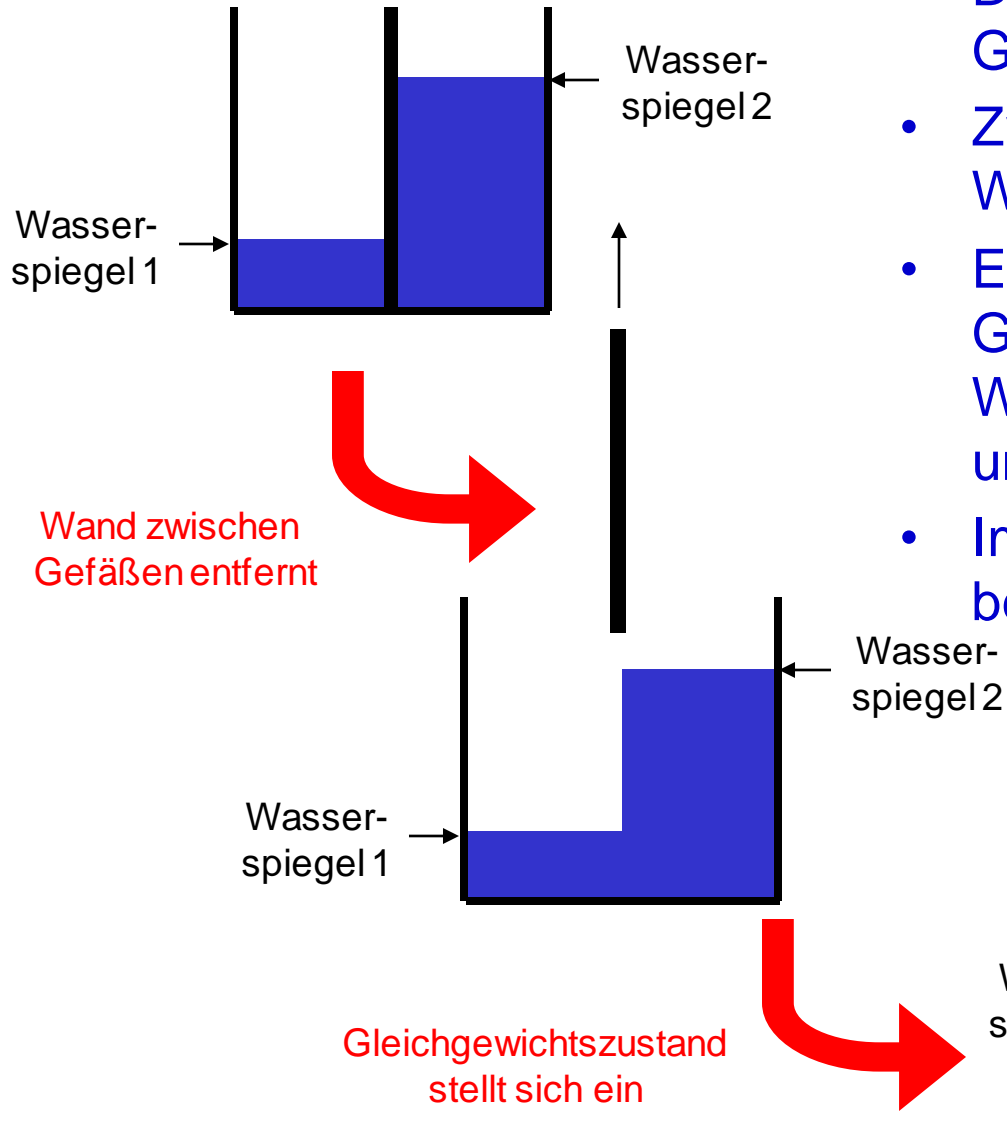 Wasser-
spiegel 2
Wasser-
spiegel 1
Wand zwischen
Gefäßen entfernt
Wasser-
spiegel 2
Wasser-
spiegel 1
Gleichgewichtszustand
stellt sich ein